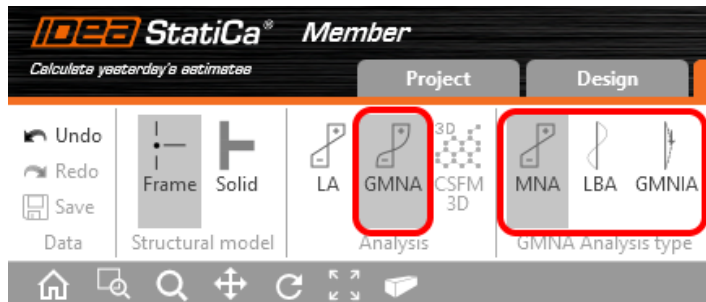 IDEA StatiCa® Member
Calculate yesterday's estimates
Project
Design
Undo
Redo
Save
Data
Frame
Solid
Structural model
LA
GMNA
3D
CSFM
3D
Analysis
MNA
LBA
GMNIA
GMNA Analysis type